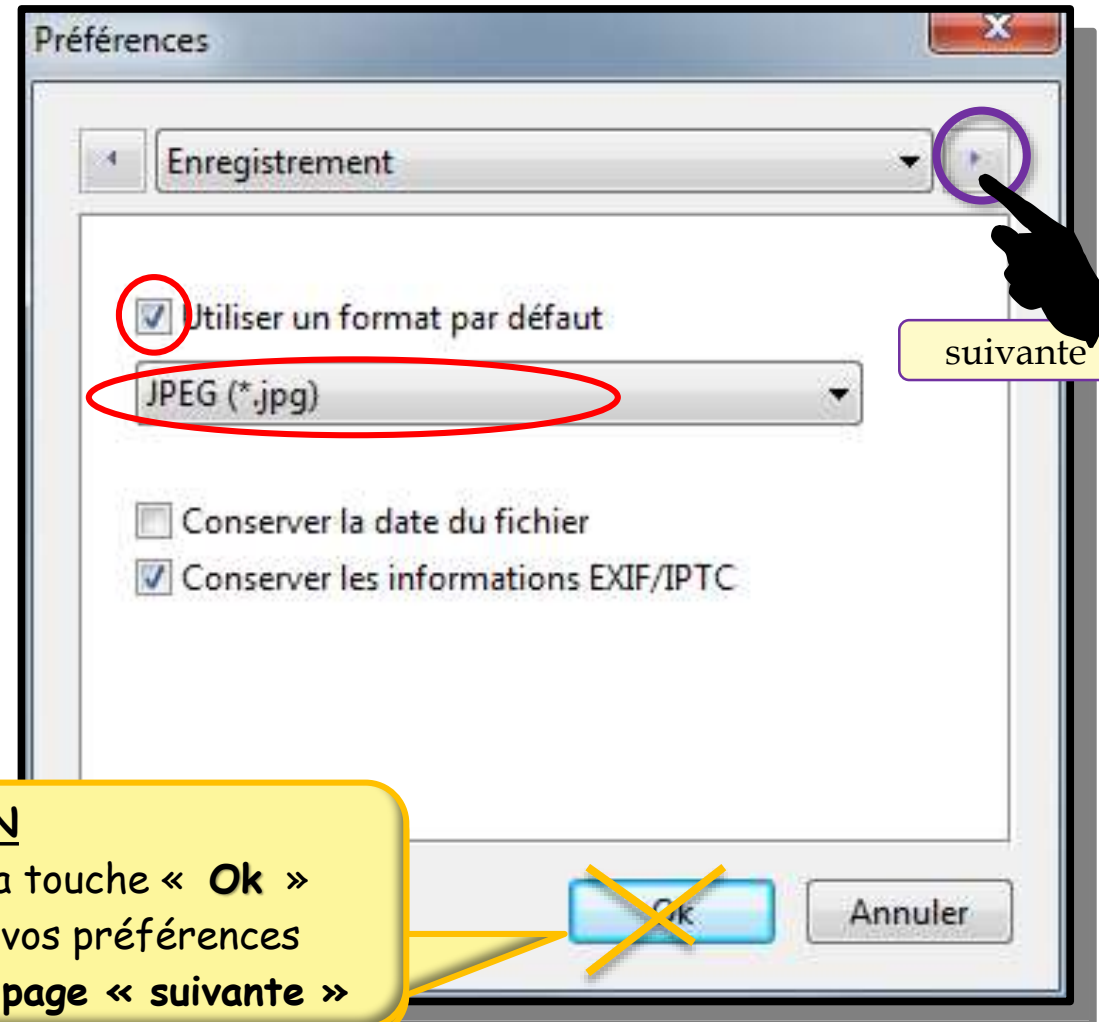 Préférences
Enregistrement
Utiliser un format par défaut
suivante
JPEG (*.jpg)
Conserver la date du fichier
Conserver les informations EXIF/IPTC
N
a touche « Ok »
vos préférences
page « suivante »
Ok
Annuler